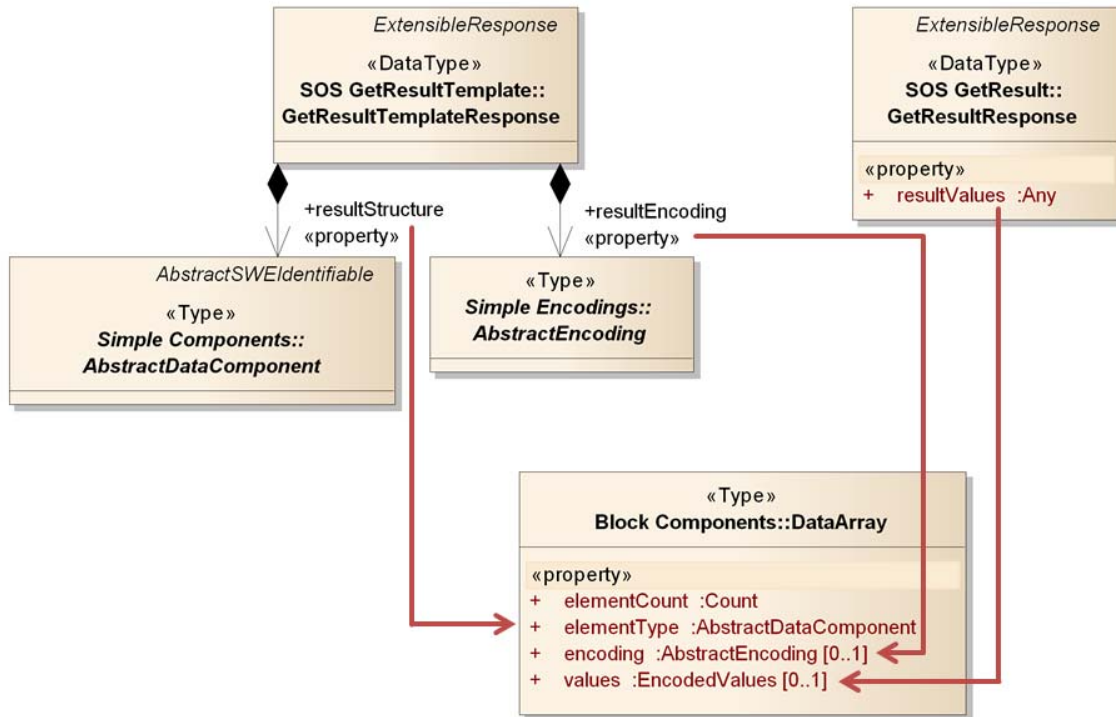 ExtensibleResponse
«DataType»
SOS GetResultTemplate::
GetResultTemplateResponse
ExtensibleResponse
«DataType»
SOS GetResult::
GetResultResponse
«property»
+ resultValues :Any
+resultStructure
«property»
+resultEncoding
«property»
AbstractSWEIdentifiable
«Type»
Simple Components::
AbstractDataComponent
«Type»
Simple Encodings::
AbstractEncoding
«Type»
Block Components::DataArray
«property»
+ elementCount :Count
+ elementType :AbstractDataComponent
+ encoding :AbstractEncoding [0..1]
+ values :EncodedValues [0..1]